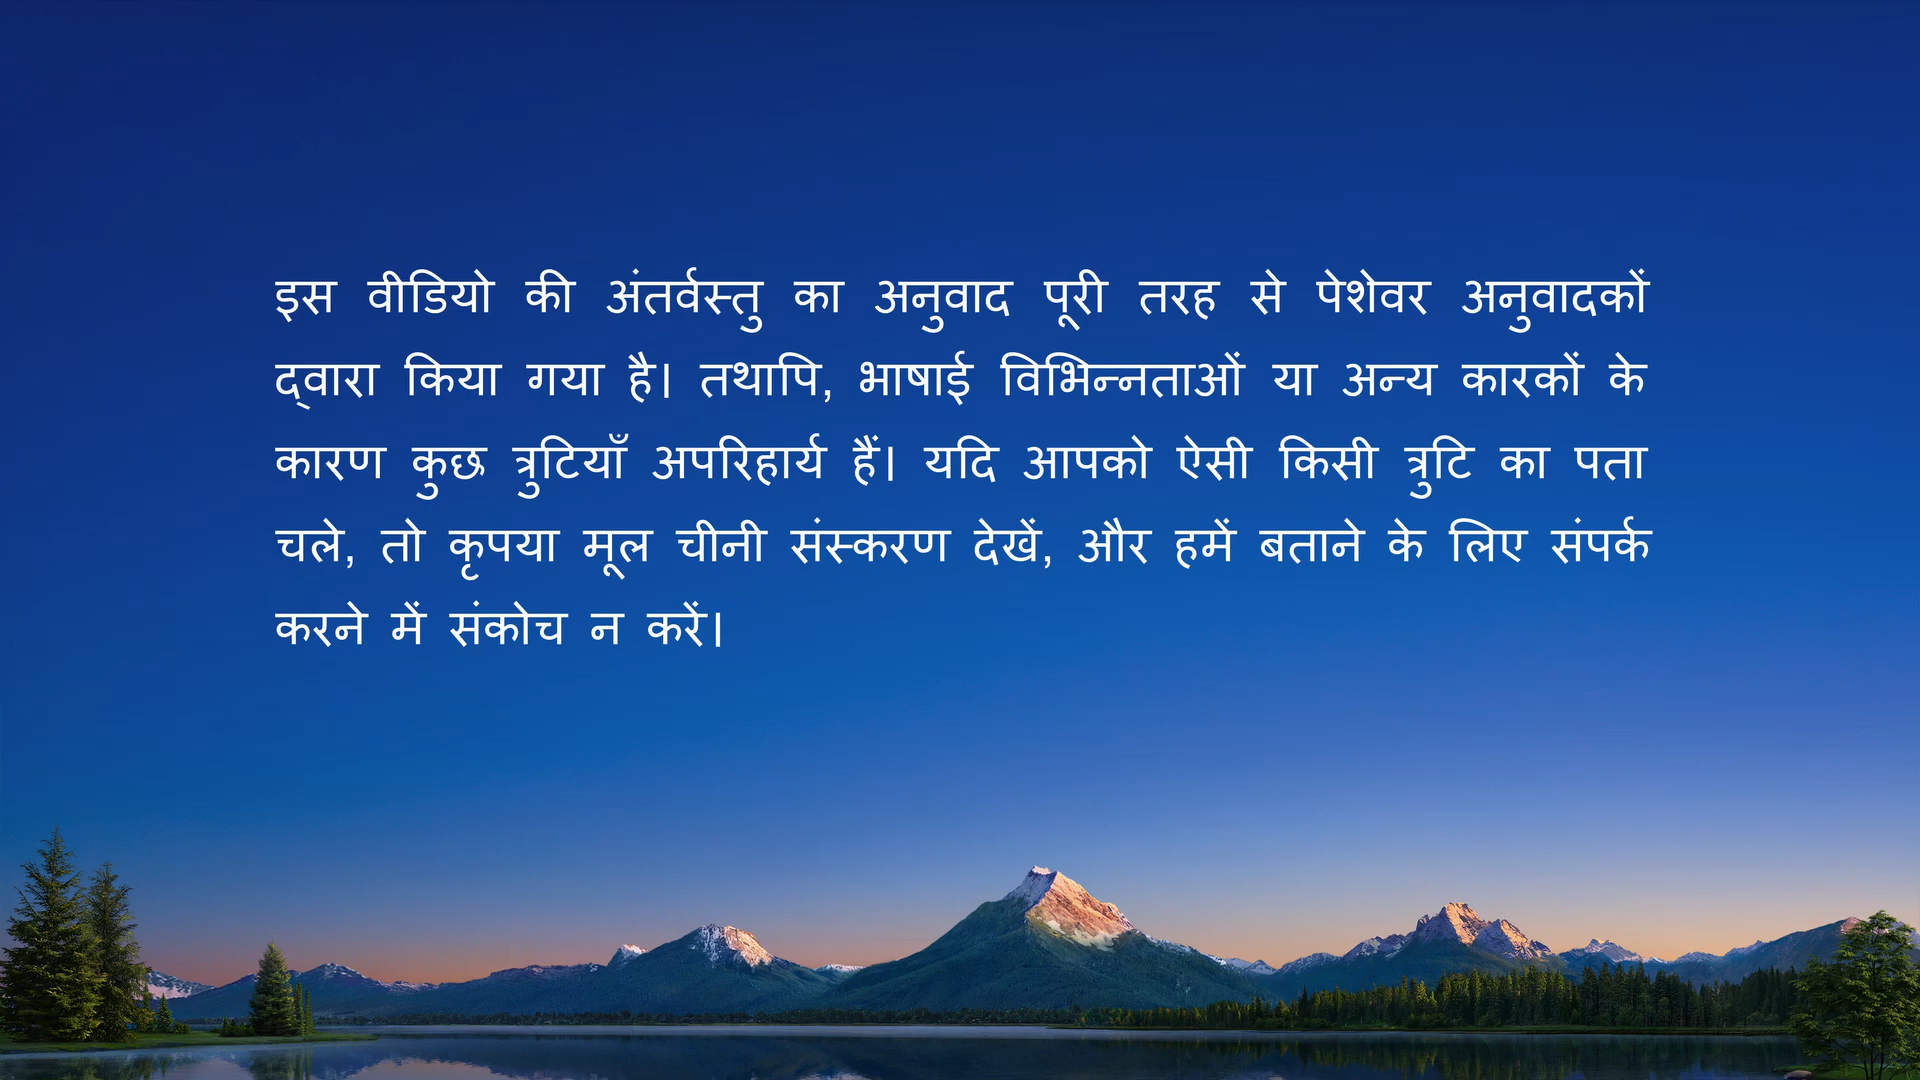 इस वीडियो की अंतर्वस्तु का अनुवाद पूरी तरह से पेशेवर अनुवादकों
द्वारा किया गया है। तथापि, भाषाई विभिन्नताओं या अन्य कारकों के
कारण कुछ त्रुटियाँ अपरिहार्य हैं। यदि आपको ऐसी किसी त्रुटि का पता
चले, तो कृपया मूल चीनी संस्करण देखें, और हमें बताने के लिए संपर्क
करने में संकोच न करें।